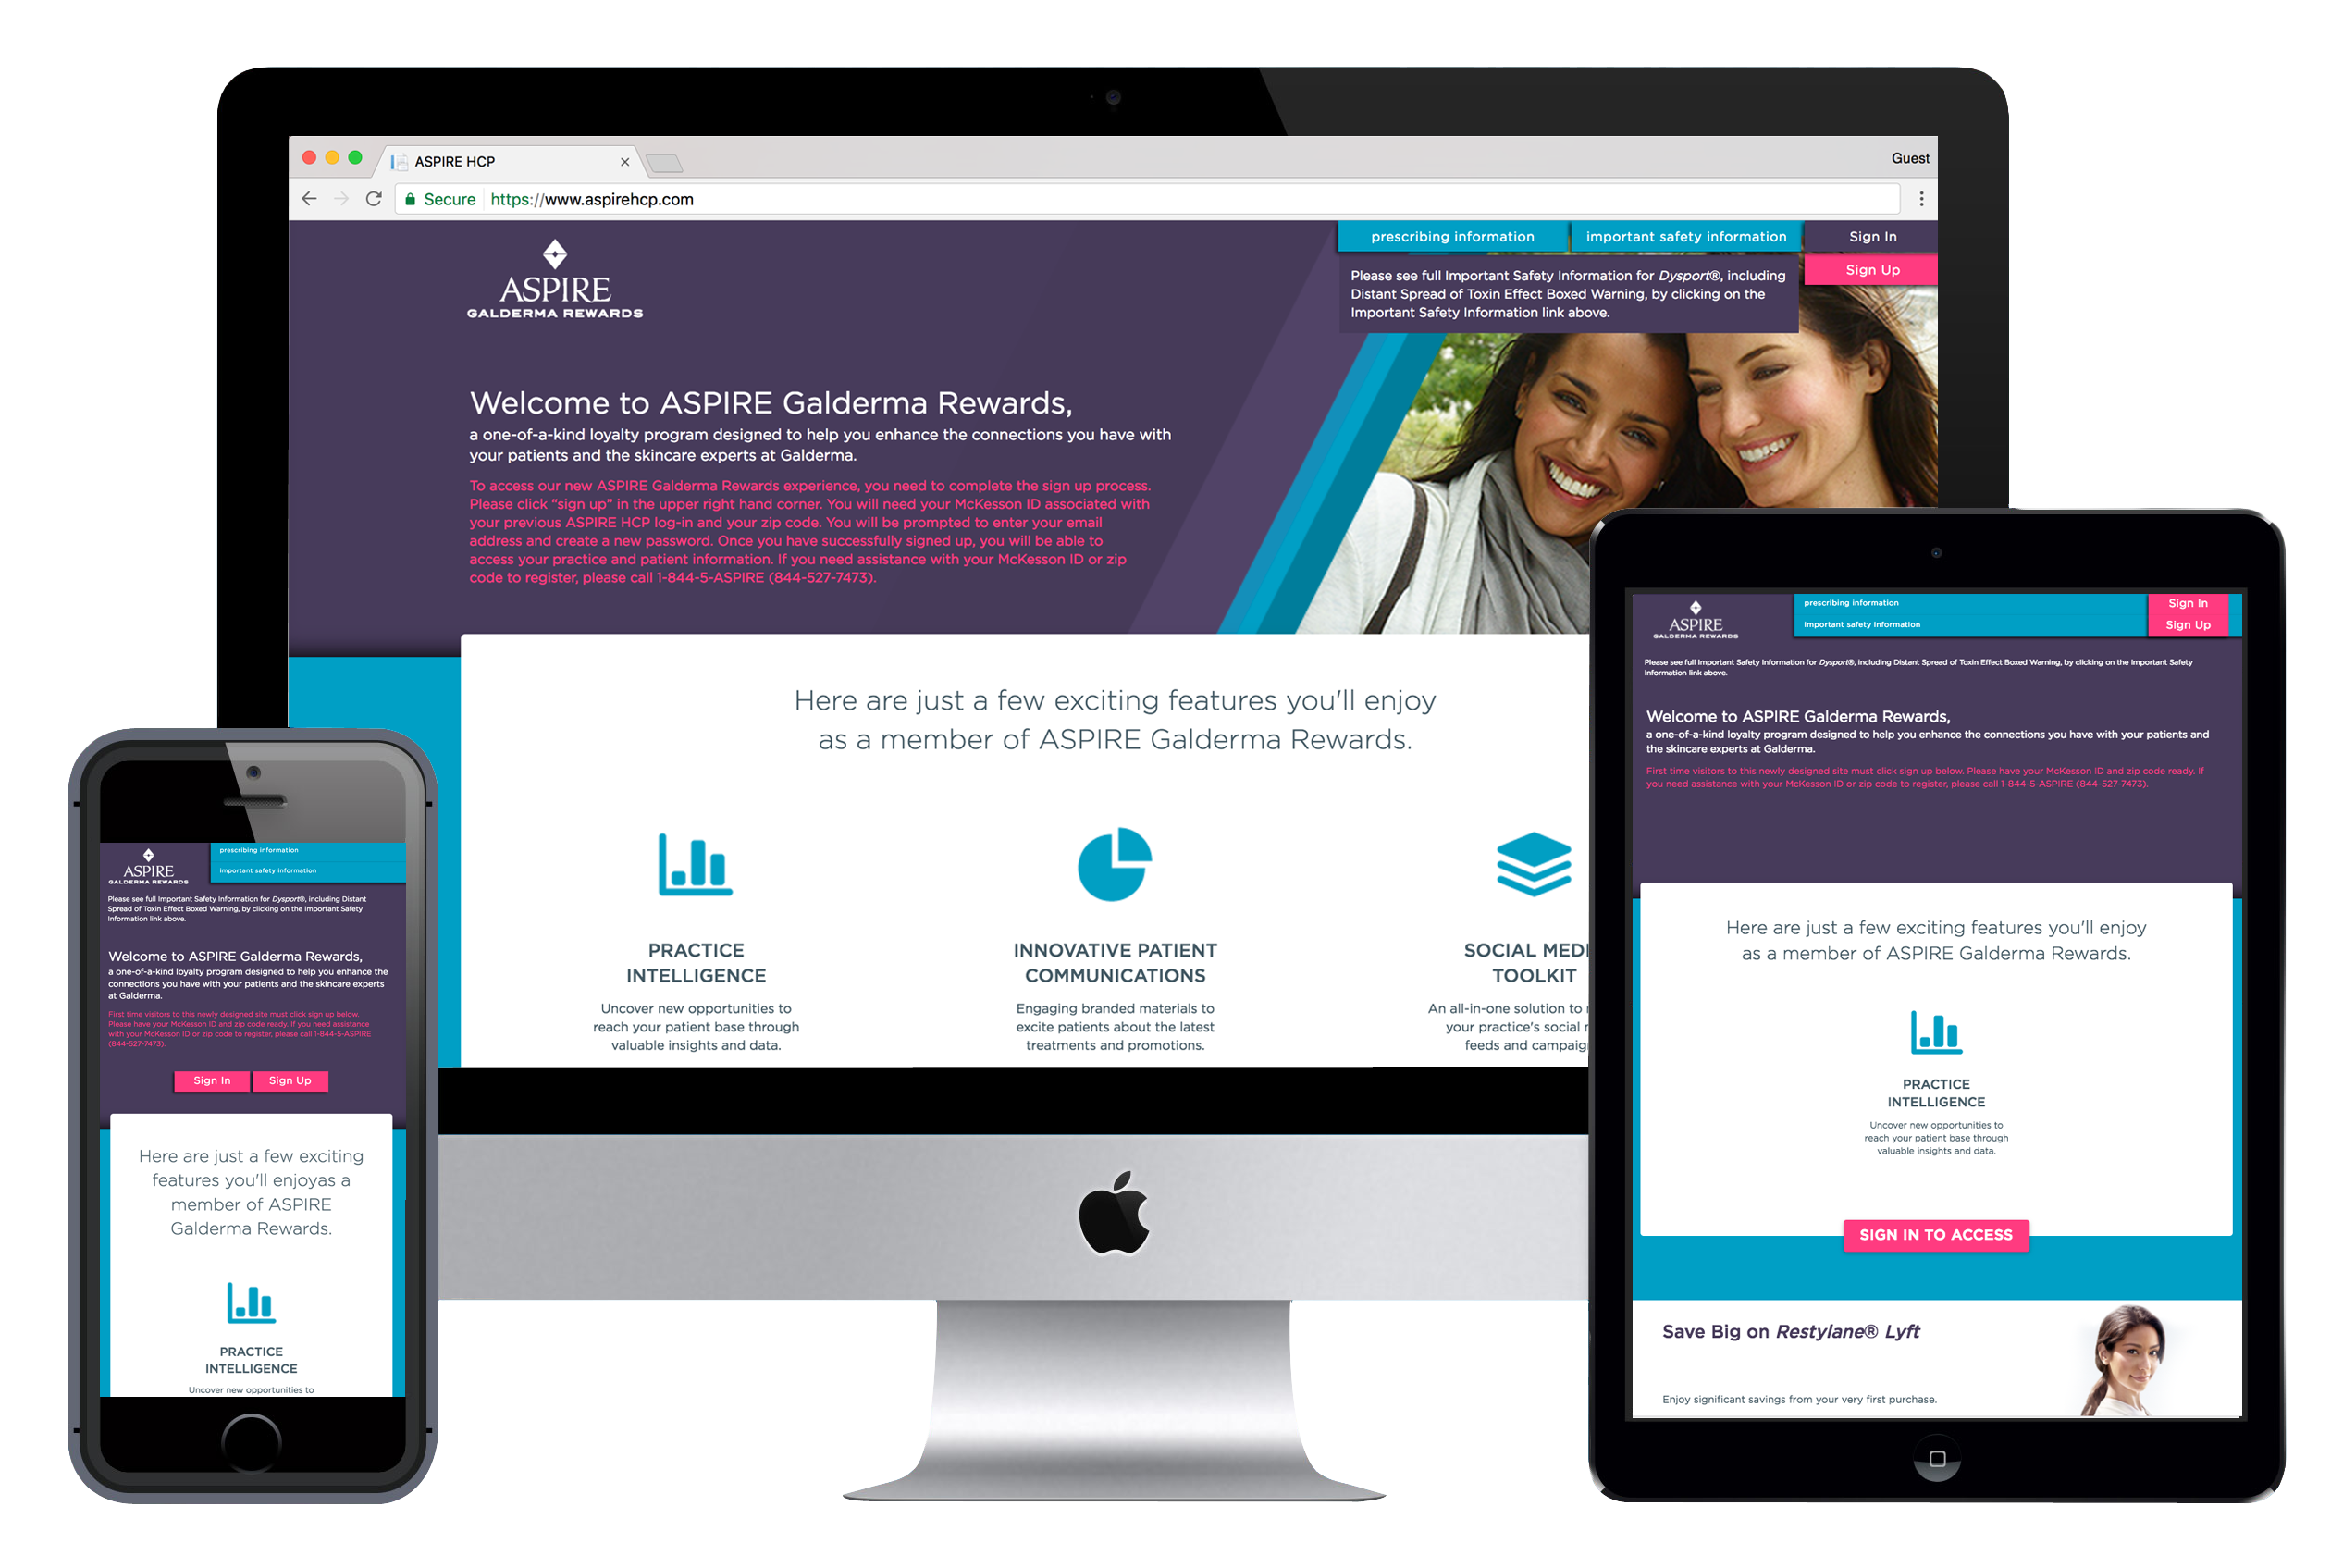 ASPIRE HCP
Guest
Secure https://www.aspirehcp.com
prescribing information
important safety information
Sign In
Sign Up
Please see full Important Safety Information for Dysport®, including
Distant Spread of Toxin Effect Boxed Warning, by clicking on the
Important Safety Information link above.
ASPIRE
GALDERMA REWARDS
Welcome to ASPIRE Galderma Rewards,
a one-of-a-kind loyalty program designed to help you enhance the connections you have with
your patients and the skincare experts at Galderma.
To access our new ASPIRE Galderma Rewards experience, you need to complete the sign up process.
Please click “sign up” in the upper right hand corner. You will need your McKesson ID associated with
your previous ASPIRE HCP log-in and your zip code. You will be prompted to enter your email
address and create a new password. Once you have successfully signed up, you will be able to
access your practice and patient information. If you need assistance with your McKesson ID or zip
code to register, please call 1-844-5-ASPIRE (844-527-7473).
Here are just a few exciting features you'll enjoy
as a member of ASPIRE Galderma Rewards.
PRACTICE
INTELLIGENCE
Uncover new opportunities to
reach your patient base through
valuable insights and data.
INNOVATIVE PATIENT
COMMUNICATIONS
Engaging branded materials to
excite patients about the latest
treatments and promotions.
SOCIAL MEDI
TOOLKIT
An all-in-one solution to
your practice's social
feeds and campaig
ASPIRE
GALDERMA REWARDS
prescribing information
important safety information
Please see full Important Safety Information for Dysport®, including Distant
Spread of Toxin Effect Boxed Warning, by clicking on the Important Safety
Information link above.
Welcome to ASPIRE Galderma Rewards,
a one-of-a-kind loyalty program designed to help you enhance the
connections you have with your patients and the skincare experts
at Galderma.
First time visitors to this newly designed site must click sign up below.
Please have your McKesson ID and zip code ready. If you need assistance
with your McKesson ID or zip code to register, please call 1-844-5-ASPIRE
(844-527-7473).
Sign In
Sign Up
Here are just a few exciting
features you'll enjoyas a
member of ASPIRE
Galderma Rewards.
PRACTICE
INTELLIGENCE
Uncover new opportunities to
ASPIRE
GALDERMA REWARDS
prescribing information
important safety information
Sign In
Sign Up
Please see full Important Safety Information for Dysport®, including Distant Spread of Toxin Effect Boxed Warning, by clicking on the Important Safety
Information link above.
Welcome to ASPIRE Galderma Rewards,
a one-of-a-kind loyalty program designed to help you enhance the connections you have with your patients and
the skincare experts at Galderma.
First time visitors to this newly designed site must click sign up below. Please have your McKesson ID and zip code ready. If
you need assistance with your McKesson ID or zip code to register, please call 1-844-5-ASPIRE (844-527-7473).
Here are just a few exciting features you'll enjoy
as a member of ASPIRE Galderma Rewards.
PRACTICE
INTELLIGENCE
Uncover new opportunities to
reach your patient base through
valuable insights and data.
SIGN IN TO ACCESS
Save Big on Restylane® Lyft
Enjoy significant savings from your very first purchase.